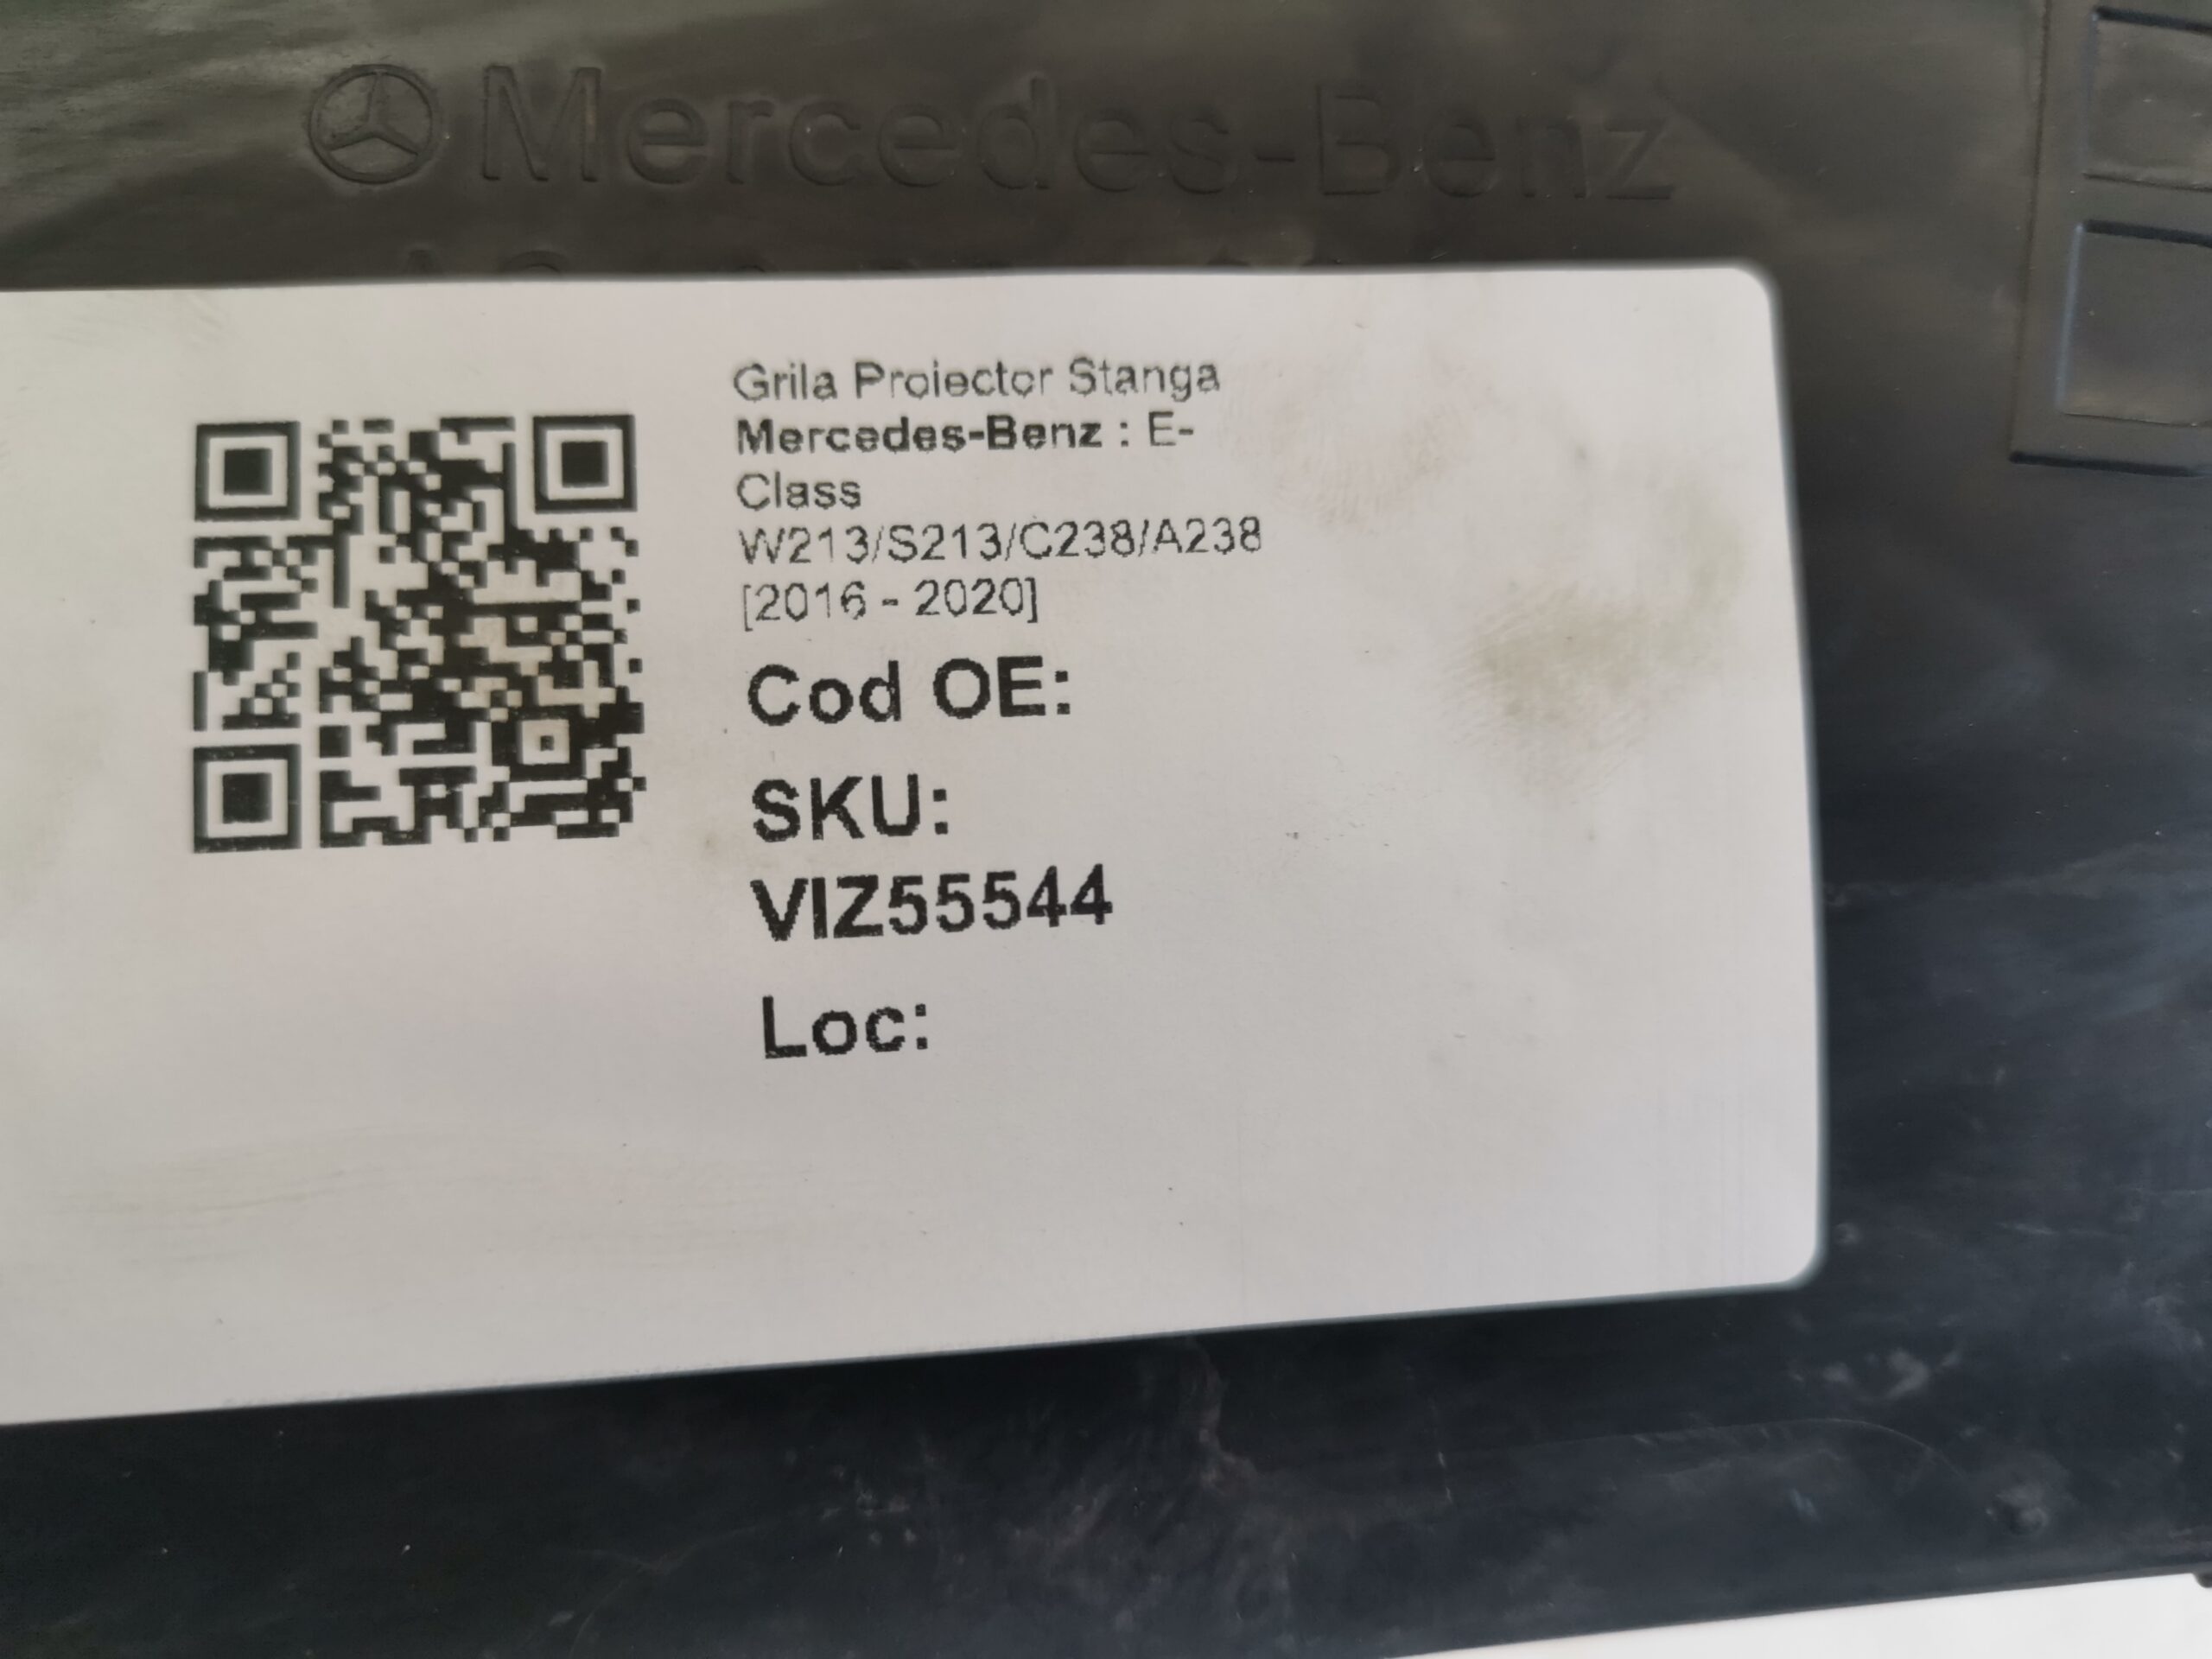 Mercedes-Benz
Grila Proiector Stanga
Mercedes-Benz : E-
Class
W213/S213/C238/A238
[2016 - 2020]
Cod OE:
SKU:
VIZ55544
Loc: